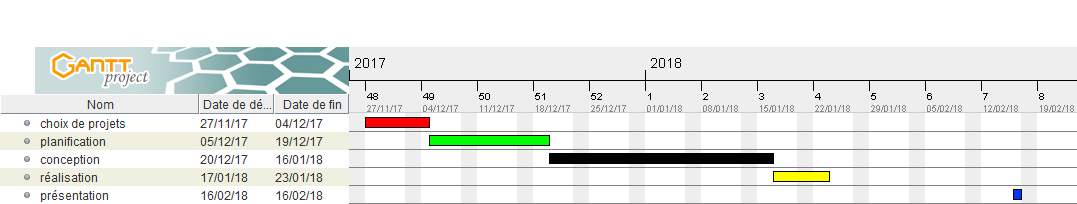 GANTT
project
2017 2018
48 49 50 51 52 1 2 3 4 5 6 7 8
27/11/17 04/12/17 11/12/17 18/12/17 25/12/17 01/01/18 08/01/18 15/01/18 22/01/18 29/01/18 05/02/18 12/02/18 19/02/18
Nom Date de dé... Date de fin
choix de projets 27/11/17 04/12/17
planification 05/12/17 19/12/17
conception 20/12/17 16/01/18
réalisation 17/01/18 23/01/18
présentation 16/02/18 16/02/18